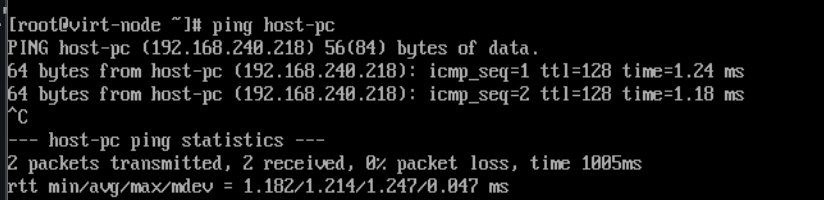 [root@virt-node ~]# ping host-pc
PING host-pc (192.168.240.218) 56(84) bytes of data.
64 bytes from host-pc (192.168.240.218): icmp_seq=1 ttl=128 time=1.24 ms
64 bytes from host-pc (192.168.240.218): icmp_seq=2 ttl=128 time=1.18 ms
^C
--- host-pc ping statistics ---
2 packets transmitted, 2 received, 0% packet loss, time 1005ms
rtt min/avg/max/mdev = 1.182/1.214/1.247/0.047 ms